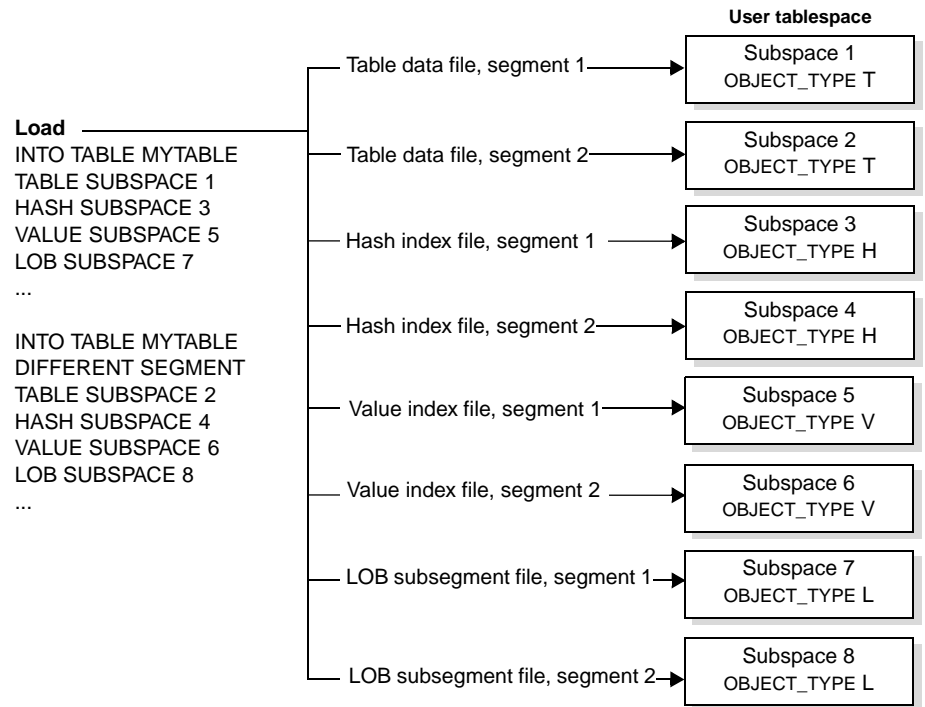 User tablespace
Load
INTO TABLE MYTABLE
TABLE SUBSPACE 1
HASH SUBSPACE 3
VALUE SUBSPACE 5
LOB SUBSPACE 7
...
INTO TABLE MYTABLE
DIFFERENT SEGMENT
TABLE SUBSPACE 2
HASH SUBSPACE 4
VALUE SUBSPACE 6
LOB SUBSPACE 8
...
Table data file, segment 1
Subspace 1
OBJECT_TYPE T
Table data file, segment 2
Subspace 2
OBJECT_TYPE T
Hash index file, segment 1
Subspace 3
OBJECT_TYPE H
Hash index file, segment 2
Subspace 4
OBJECT_TYPE H
Value index file, segment 1
Subspace 5
OBJECT_TYPE V
Value index file, segment 2
Subspace 6
OBJECT_TYPE V
LOB subsegment file, segment 1
Subspace 7
OBJECT_TYPE L
LOB subsegment file, segment 2
Subspace 8
OBJECT_TYPE L